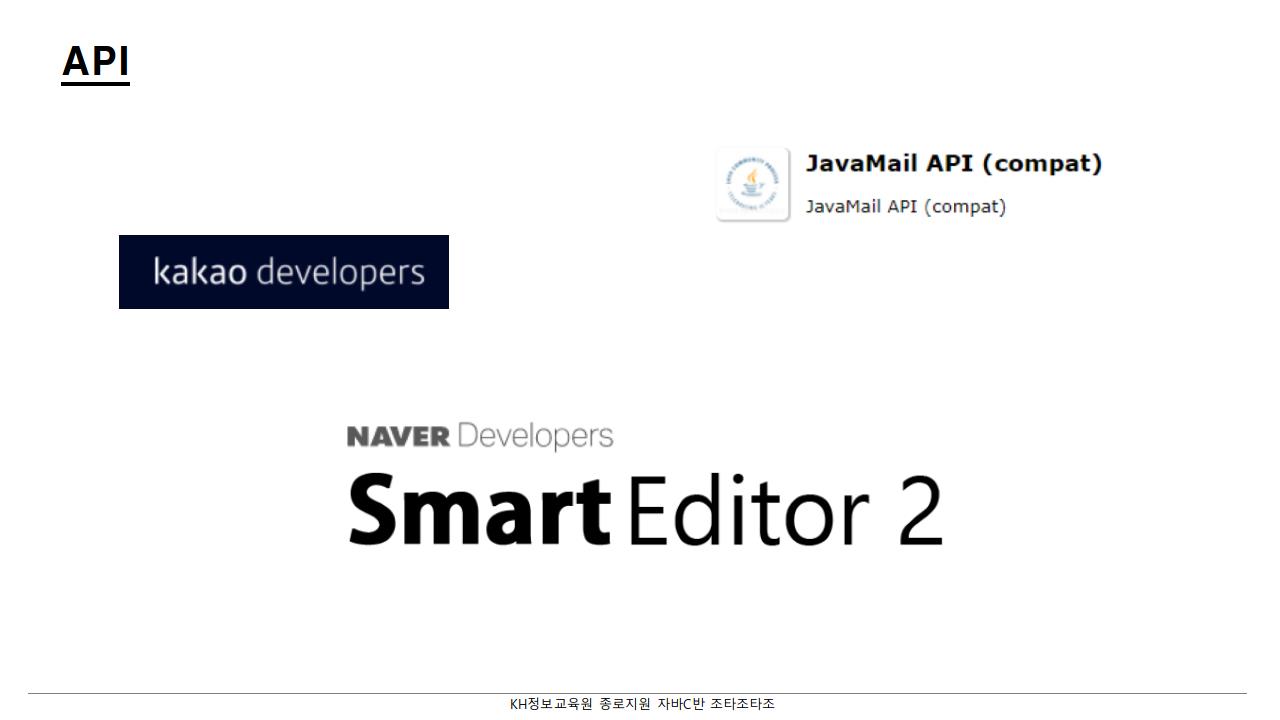 API
JavaMail API (compat)
JavaMail API (compat)
kakao developers
NAVER Developers
Smart Editor 2
KH정보교육원 종로지원 자바C반 조타조타조